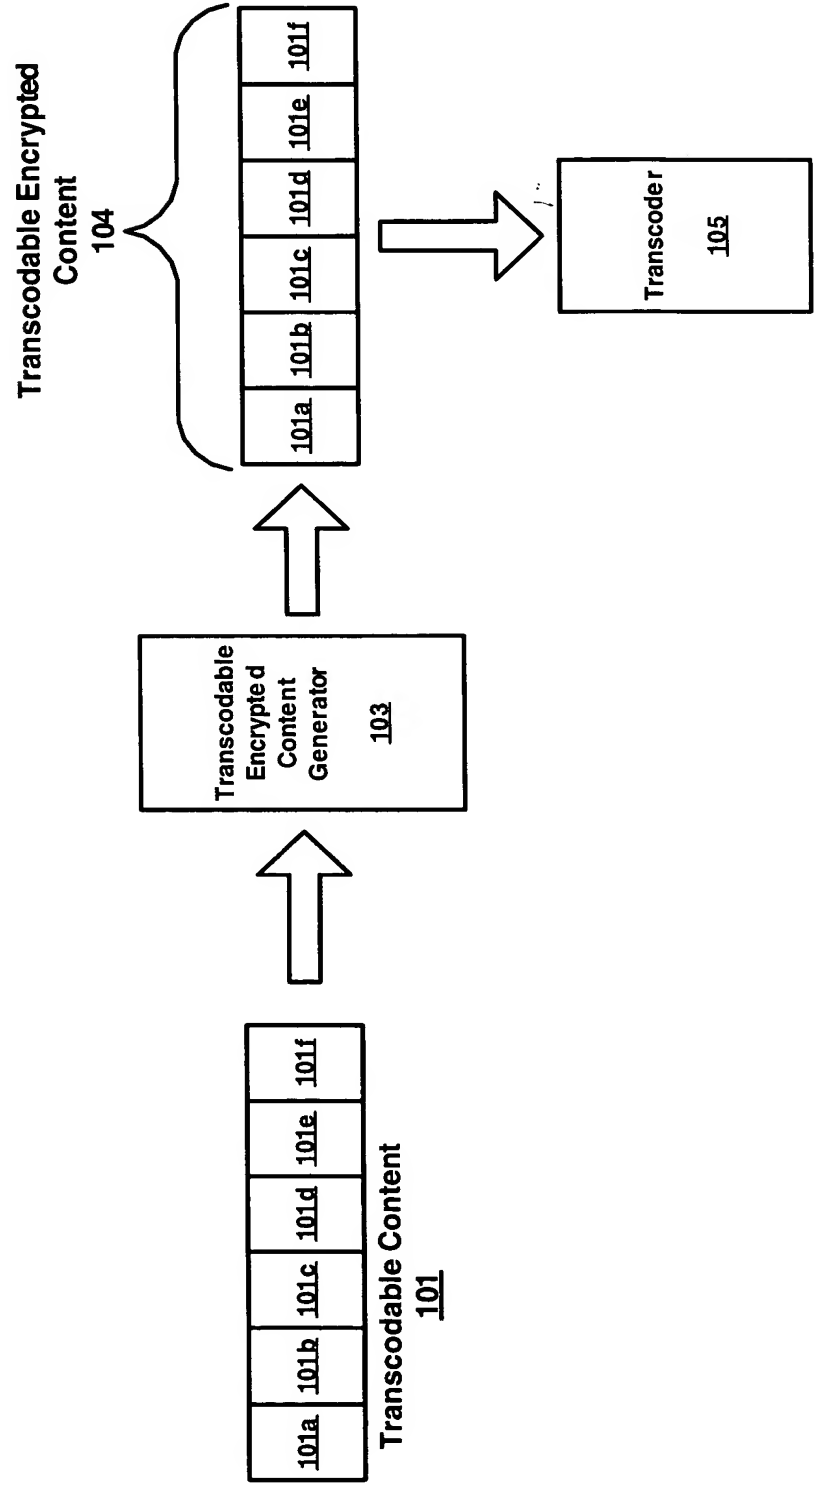 101a 101b 101c 101d 101e 101f
Transcodable Content
101
Transcodable
Encrypted
Content
Generator
103
Transcodable Encrypted
Content
104
101a 101b 101c 101d 101e 101f
Transcoder
105